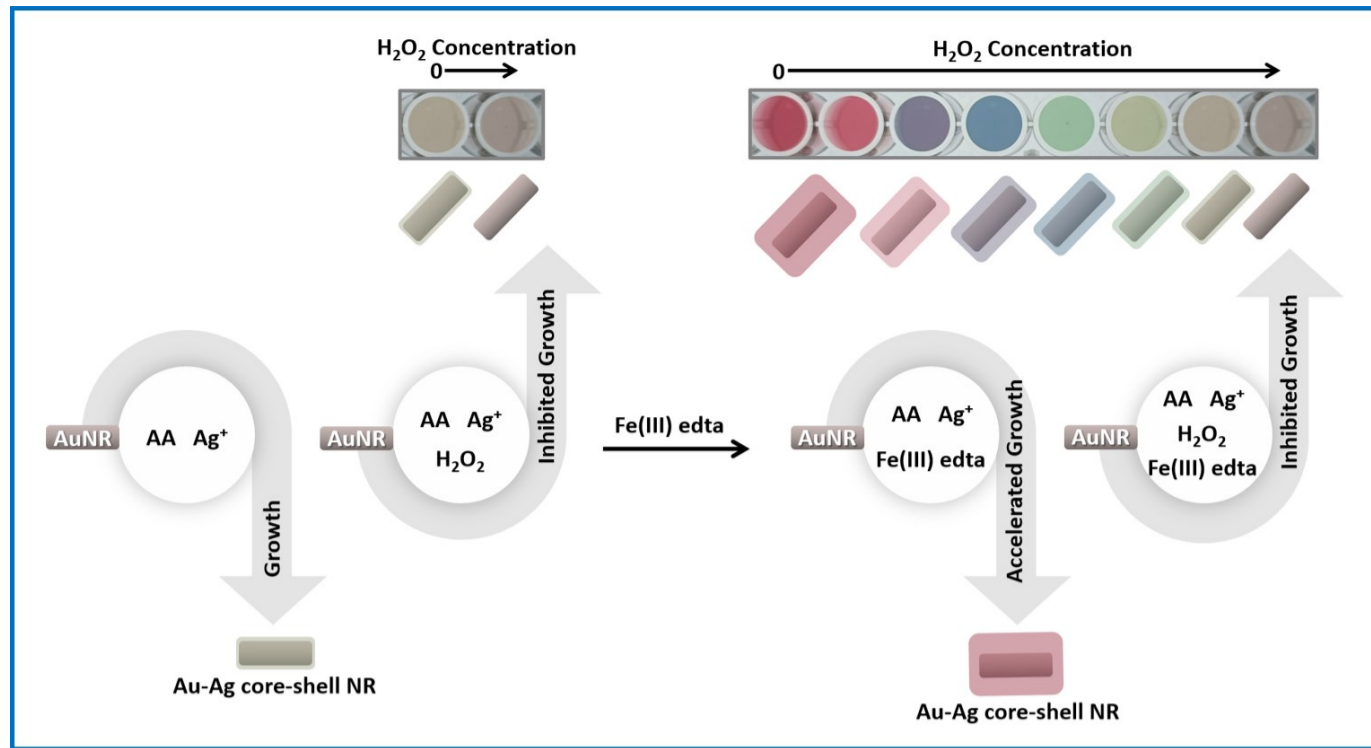 H₂O₂ Concentration
0
H₂O₂ Concentration
0
AuNR
AA Ag⁺
Growth
Au-Ag core-shell NR
AuNR
AA Ag⁺
H₂O₂
Inhibited Growth
Fe(III) edta
AuNR
AA Ag⁺
Fe(III) edta
Accelerated Growth
Au-Ag core-shell NR
AuNR
AA Ag⁺
H₂O₂
Fe(III) edta
Inhibited Growth